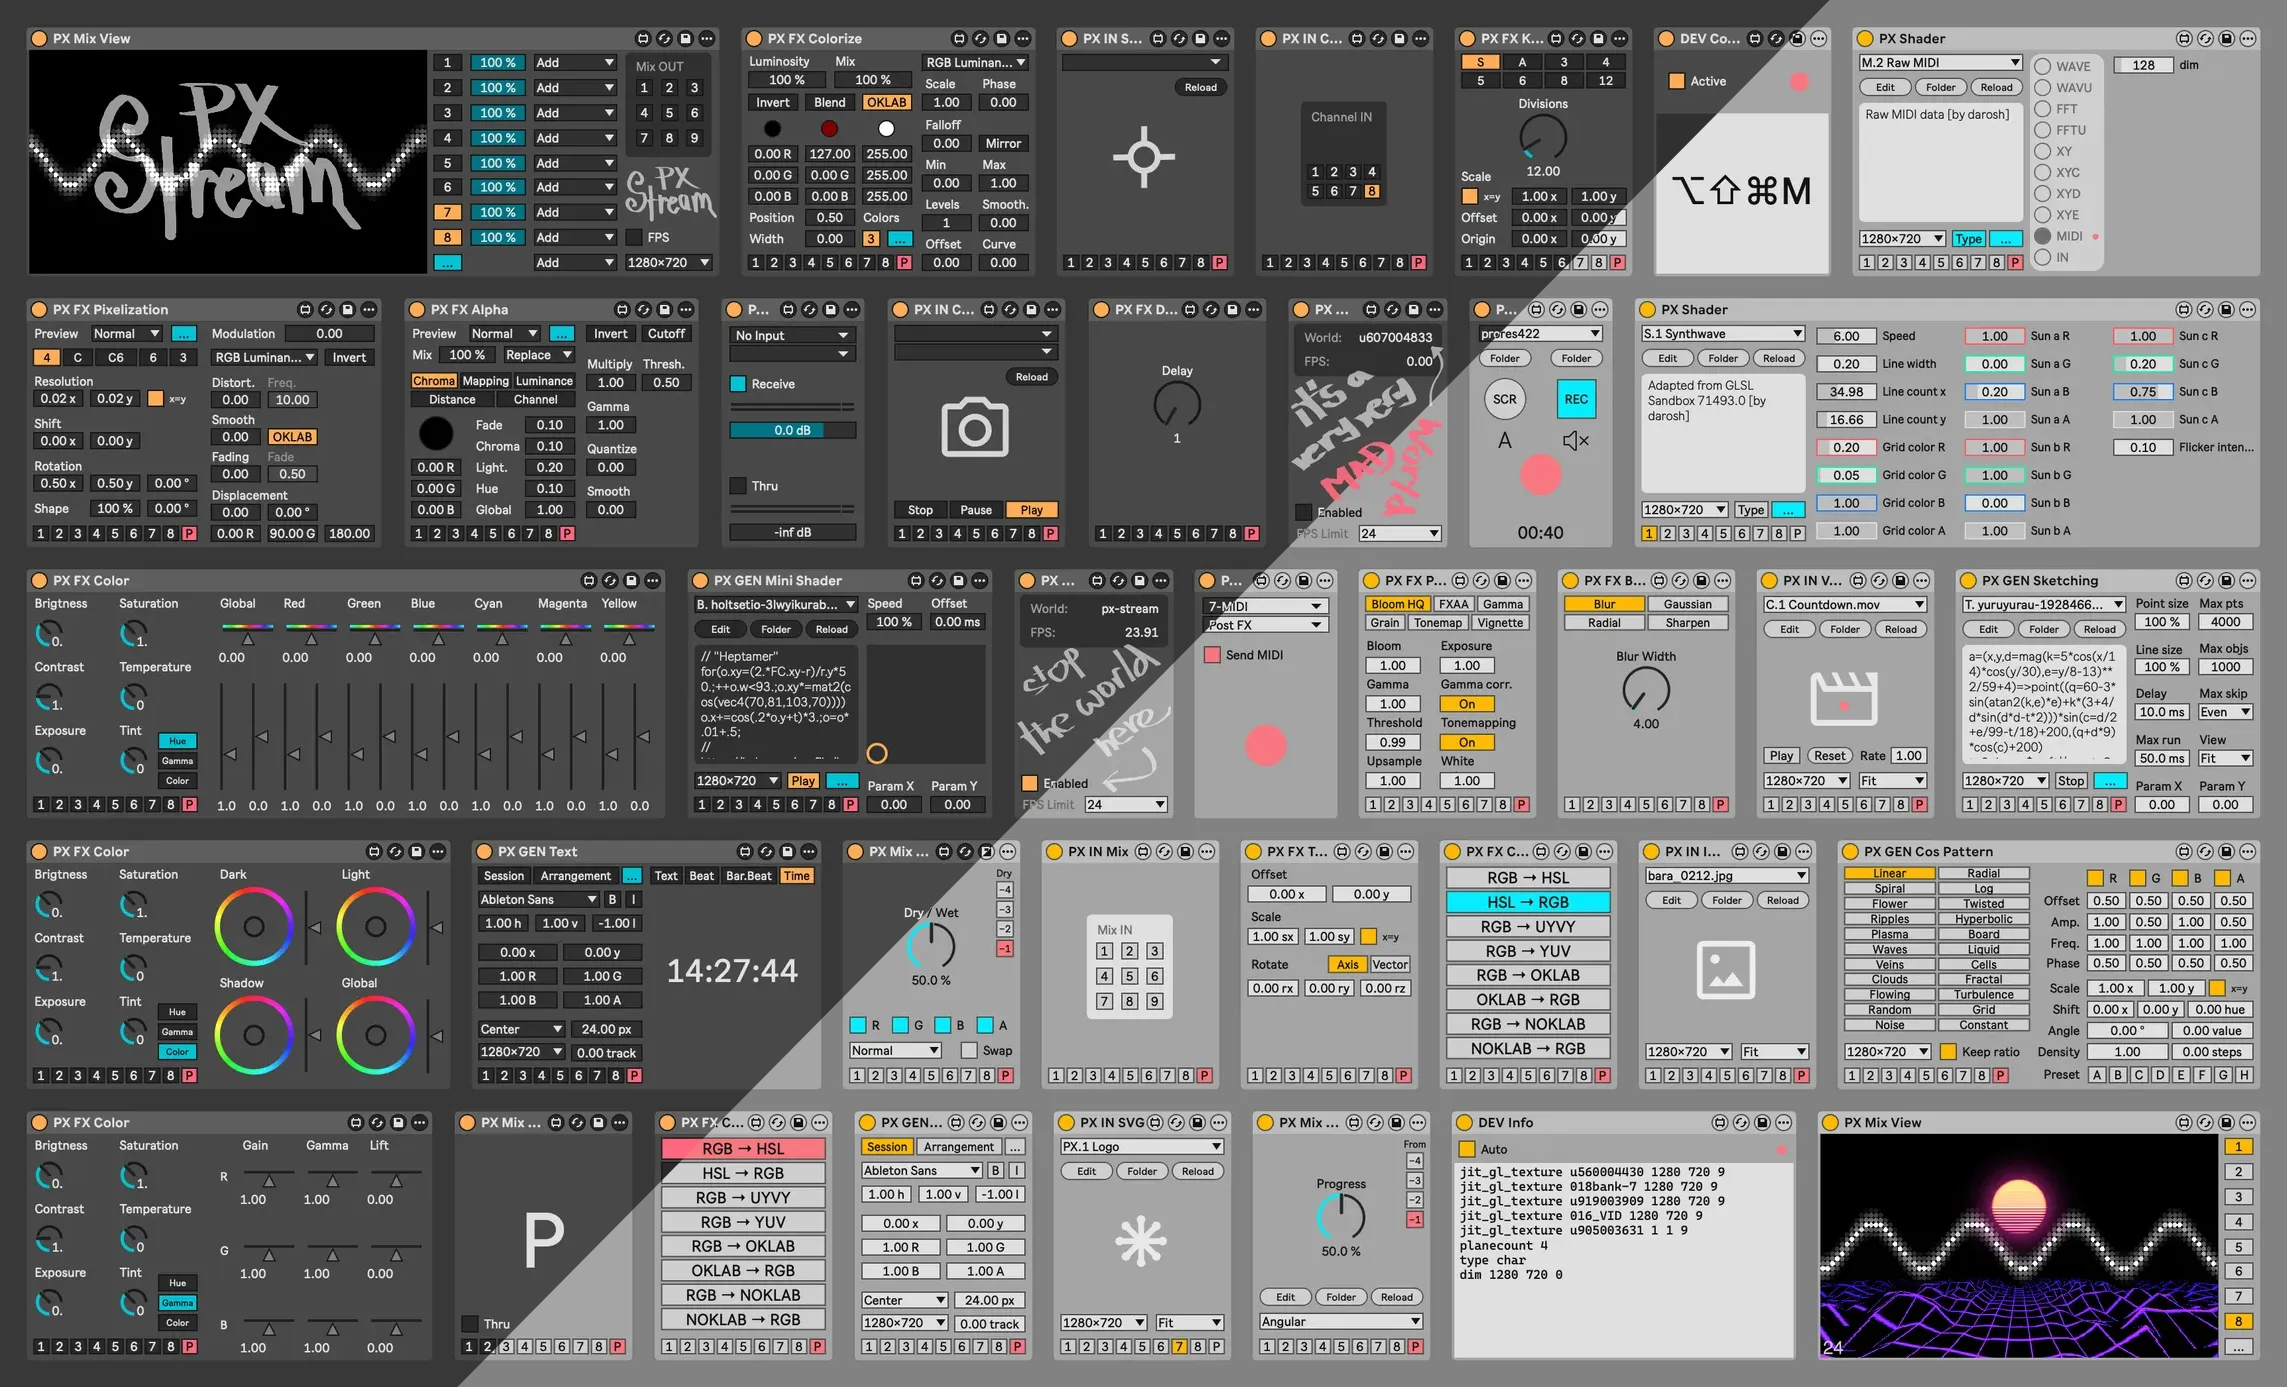 PX Mix View
PX Stream
1 100 % Add
2 100 % Add
3 100 % Add
4 100 % Add
5 100 % Add
6 100 % Add
7 100 % Add
8 100 % Add
... Add
Mix OUT
1 2 3
4 5 6
7 8 9
PX Stream
FPS
1280×720
PX FX Colorize
Luminosity Mix RGB Luminan...
100 % 100 % Scale Phase
Invert Blend OKLAB 1.00 0.00
Falloff
0.00 Mirror
0.00 R 127.00 255.00
Min Max
0.00 G 0.00 G 255.00
0.00 1.00
0.00 B 0.00 B 255.00
Levels Smooth.
Position 0.50 Colors 1 0.00
Width 0.00 3 ... Offset Curve
1 2 3 4 5 6 7 8 P 0.00 0.00
PX IN S...
Reload
1 2 3 4 5 6 7 8 P
PX IN C...
Channel IN
1 2 3 4
5 6 7 8
1 2 3 4 5 6 7 8 P
PX FX K...
S A 3 4
5 6 8 12
Divisions
12.00
Scale
x=y 1.00 x 1.00 y
Offset 0.00 x 0.00 y
Origin 0.00 x 0.00 y
1 2 3 4 5 6 7 8 P
DEV Co...
Active
⌥⇧⌘M
PX Shader
M.2 Raw MIDI
Edit Folder Reload
Raw MIDI data [by darosh]
1280×720 Type ...
1 2 3 4 5 6 7 8 P
WAVE
WAVU
FFT
FFTU
XY
XYC
XYD
XYE
MIDI
IN
128 dim
PX FX Pixelization
Preview Normal ... Modulation 0.00
4 C C6 6 3 RGB Luminan... Invert
Resolution Distort. Freq.
0.02 x 0.02 y x=y 0.00 10.00
Shift Smooth
0.00 x 0.00 y 0.00 OKLAB
Rotation Fading Fade
0.50 x 0.50 y 0.00 ° 0.00 0.50
Displacement
Shape 100 % 0.00 ° 0.00 0.00 °
1 2 3 4 5 6 7 8 P 0.00 R 90.00 G 180.00
PX FX Alpha
Preview Normal ... Invert Cutoff
Mix 100 % Replace Multiply Thresh.
Chroma Mapping Luminance 1.00 0.50
Distance Channel
Gamma
Fade 0.10 1.00
Chroma 0.10 Quantize
0.00 R Light. 0.20 0.00
0.00 G Hue 0.10 Smooth
0.00 B Global 1.00 0.00
1 2 3 4 5 6 7 8 P
P...
No Input
Receive
0.0 dB
Thru
-inf dB
PX IN C...
Reload
Stop Pause Play
1 2 3 4 5 6 7 8 P
PX FX D...
Delay
1
1 2 3 4 5 6 7 8 P
PX ...
World: u607004833
FPS: 0.00
it's a
very very
MAD
World
Enabled
FPS Limit 24
P...
prores422
Folder Folder
SCR REC
A
00:40
PX Shader
S.1 Synthwave
Edit Folder Reload
Adapted from GLSL
Sandbox 71493.0 [by
darosh]
1280×720 Type ...
1 2 3 4 5 6 7 8 P
6.00 Speed 1.00 Sun a R 1.00 Sun c R
0.20 Line width 0.00 Sun a G 0.20 Sun c G
34.98 Line count x 0.20 Sun a B 0.75 Sun c B
16.66 Line count y 1.00 Sun a A 1.00 Sun c A
0.20 Grid color R 1.00 Sun b R 0.10 Flicker inten...
0.05 Grid color G 1.00 Sun b G
1.00 Grid color B 0.00 Sun b B
1.00 Grid color A 1.00 Sun b A
PX FX Color
Brigtness Saturation Global Red Green Blue Cyan Magenta Yellow
0. 1.
0.00 0.00 0.00 0.00 0.00 0.00 0.00
Contrast Temperature
1. 0
Exposure Tint
0. 0
Hue
Gamma
Color
1 2 3 4 5 6 7 8 P 1.0 0.0 1.0 0.0 1.0 0.0 1.0 0.0 1.0 0.0 1.0 0.0 1.0 0.0
PX GEN Mini Shader
B. holtsetio-3lwyikurab... Speed Offset
Edit Folder Reload 100 % 0.00 ms
// "Heptamer"
for(o.xy=(2.*FC.xy-r)/r.y*5
0.;++o.w<93.;o.xy*=mat2(c
os(vec4(70,81,103,70))))
o.x+=cos(.2*o.y+t)*3.;o=o*
.01+.5;
//
1280×720 Play ... Param X Param Y
1 2 3 4 5 6 7 8 P 0.00 0.00
PX ...
World: px-stream
FPS: 23.91
stop
the world
here
Enabled
FPS Limit 24
P...
7-MIDI
Post FX
Send MIDI
PX FX P...
Bloom HQ FXAA Gamma
Grain Tonemap Vignette
Bloom Exposure
1.00 1.00
Gamma Gamma corr.
1.00 On
Threshold Tonemapping
0.99 On
Upsample White
1.00 1.00
1 2 3 4 5 6 7 8 P
PX FX B...
Blur Gaussian
Radial Sharpen
Blur Width
4.00
1 2 3 4 5 6 7 8 P
PX IN V...
C.1 Countdown.mov
Edit Folder Reload
Play Reset Rate 1.00
1280×720 Fit
1 2 3 4 5 6 7 8 P
PX GEN Sketching
T. yuruyurau-1928466...
Edit Folder Reload
a=(x,y,d=mag(k=5*cos(x/1
4)*cos(y/30),e=y/8-13)**
2/59+4)=>point((q=60-3*
sin(atan2(k,e)*e)+k*(3+4/
d*sin(d*d-t*2)))*sin(c=d/2
+e/99-t/18)+200,(q+d*9)
*cos(c)+200)
1280×720 Stop ...
1 2 3 4 5 6 7 8 P
Point size Max pts
100 % 4000
Line size Max objs
100 % 1000
Delay Max skip
10.0 ms Even
Max run View
50.0 ms Fit
Param X Param Y
0.00 0.00
PX FX Color
Brigtness Saturation Dark Light
0. 1.
Contrast Temperature
1. 0
Shadow Global
Exposure Tint
0. 0
Hue
Gamma
Color
1 2 3 4 5 6 7 8 P
PX GEN Text
Session Arrangement ... Text Beat Bar.Beat Time
Ableton Sans B I
1.00 h 1.00 v -1.00 l
0.00 x 0.00 y
1.00 R 1.00 G
1.00 B 1.00 A
14:27:44
Center 24.00 px
1280×720 0.00 track
1 2 3 4 5 6 7 8 P
PX Mix ...
Dry
-4
-3
-2
-1
Dry / Wet
50.0 %
R G B A
Normal Swap
1 2 3 4 5 6 7 8 P
PX IN Mix
Mix IN
1 2 3
4 5 6
7 8 9
1 2 3 4 5 6 7 8 P
PX FX T...
Offset
0.00 x 0.00 y
Scale
1.00 sx 1.00 sy x=y
Rotate Axis Vector
0.00 rx 0.00 ry 0.00 rz
1 2 3 4 5 6 7 8 P
PX FX C...
RGB → HSL
HSL → RGB
RGB → UYVY
RGB → YUV
RGB → OKLAB
OKLAB → RGB
RGB → NOKLAB
NOKLAB → RGB
1 2 3 4 5 6 7 8 P
PX IN I...
bara_0212.jpg
Edit Folder Reload
1280×720 Fit
1 2 3 4 5 6 7 8 P
PX GEN Cos Pattern
Linear Radial
Spiral Log
Flower Twisted
Ripples Hyperbolic
Plasma Board
Waves Liquid
Veins Cells
Clouds Fractal
Flowing Turbulence
Random Grid
Noise Constant
1280×720 Keep ratio
1 2 3 4 5 6 7 8 P
R G B A
Offset 0.50 0.50 0.50 0.50
Amp. 1.00 0.50 0.50 0.50
Freq. 1.00 1.00 1.00 1.00
Phase 0.50 0.50 0.50 0.50
Scale 1.00 x 1.00 y x=y
Shift 0.00 x 0.00 y 0.00 hue
Angle 0.00 ° 0.00 value
Density 1.00 0.00 steps
Preset A B C D E F G H
PX FX Color
Brigtness Saturation Gain Gamma Lift
0. 1.
R 1.00 1.00 0.00
Contrast Temperature
1. 0
G 1.00 1.00 0.00
Exposure Tint
0. 0
Hue
Gamma
Color
B 1.00 1.00 0.00
1 2 3 4 5 6 7 8 P
PX Mix ...
P
Thru
1 2 3 4 5 6 7 8 P
PX FX C...
RGB → HSL
HSL → RGB
RGB → UYVY
RGB → YUV
RGB → OKLAB
OKLAB → RGB
RGB → NOKLAB
NOKLAB → RGB
1 2 3 4 5 6 7 8 P
PX GEN...
Session Arrangement ...
Ableton Sans B I
1.00 h 1.00 v -1.00 l
0.00 x 0.00 y
1.00 R 1.00 G
1.00 B 1.00 A
Center 24.00 px
1280×720 0.00 track
1 2 3 4 5 6 7 8 P
PX IN SVG
PX.1 Logo
Edit Folder Reload
1280×720 Fit
1 2 3 4 5 6 7 8 P
PX Mix ...
From
-4
-3
-2
-1
Progress
50.0 %
Edit Folder Reload
Angular
1 2 3 4 5 6 7 8 P
DEV Info
Auto
jit_gl_texture u560004430 1280 720 9
jit_gl_texture 018bank-7 1280 720 9
jit_gl_texture u919003909 1280 720 9
jit_gl_texture 016_VID 1280 720 9
jit_gl_texture u905003631 1 1 9
planecount 4
type char
dim 1280 720 0
PX Mix View
1
2
3
4
5
6
7
8
...
24